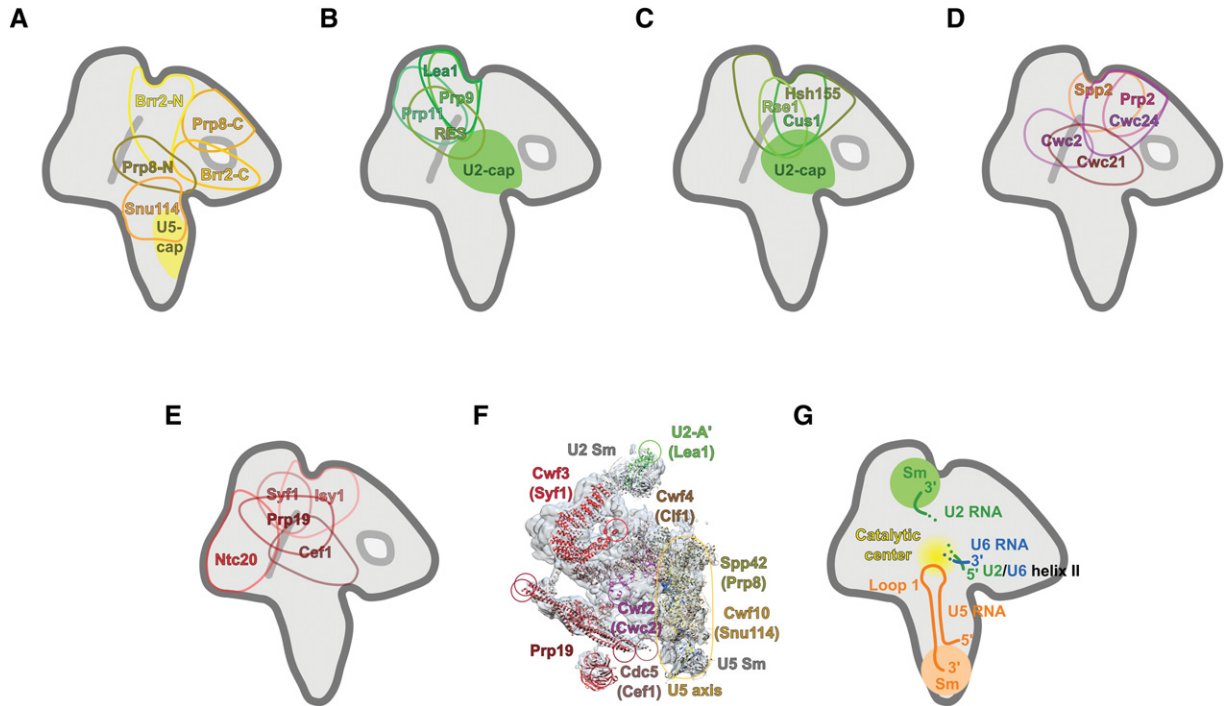 A
Brr2-N
Prp8-C
Prp8-N
Brr2-C
Snu114
U5-
cap
B
Lea1
Prp9
Prp11
RES
U2-cap
C
Hsh155
Rse1
Cus1
U2-cap
D
Spp2
Prp2
Cwc24
Cwc2
Cwc21
E
Syf1
Isy1
Prp19
Cef1
Ntc20
F
U2-A'
(Lea1)
U2 Sm
Cwf3
(Syf1)
Cwf4
(Clf1)
Spp42
(Prp8)
Cwf2
(Cwc2)
Cwf10
(Snu114)
Prp19
Cdc5
(Cef1)
U5 Sm
U5 axis
G
Sm
3'
U2 RNA
Catalytic
center
U6 RNA
3'
5' U2/U6 helix II
Loop 1
U5 RNA
5'
3'
Sm